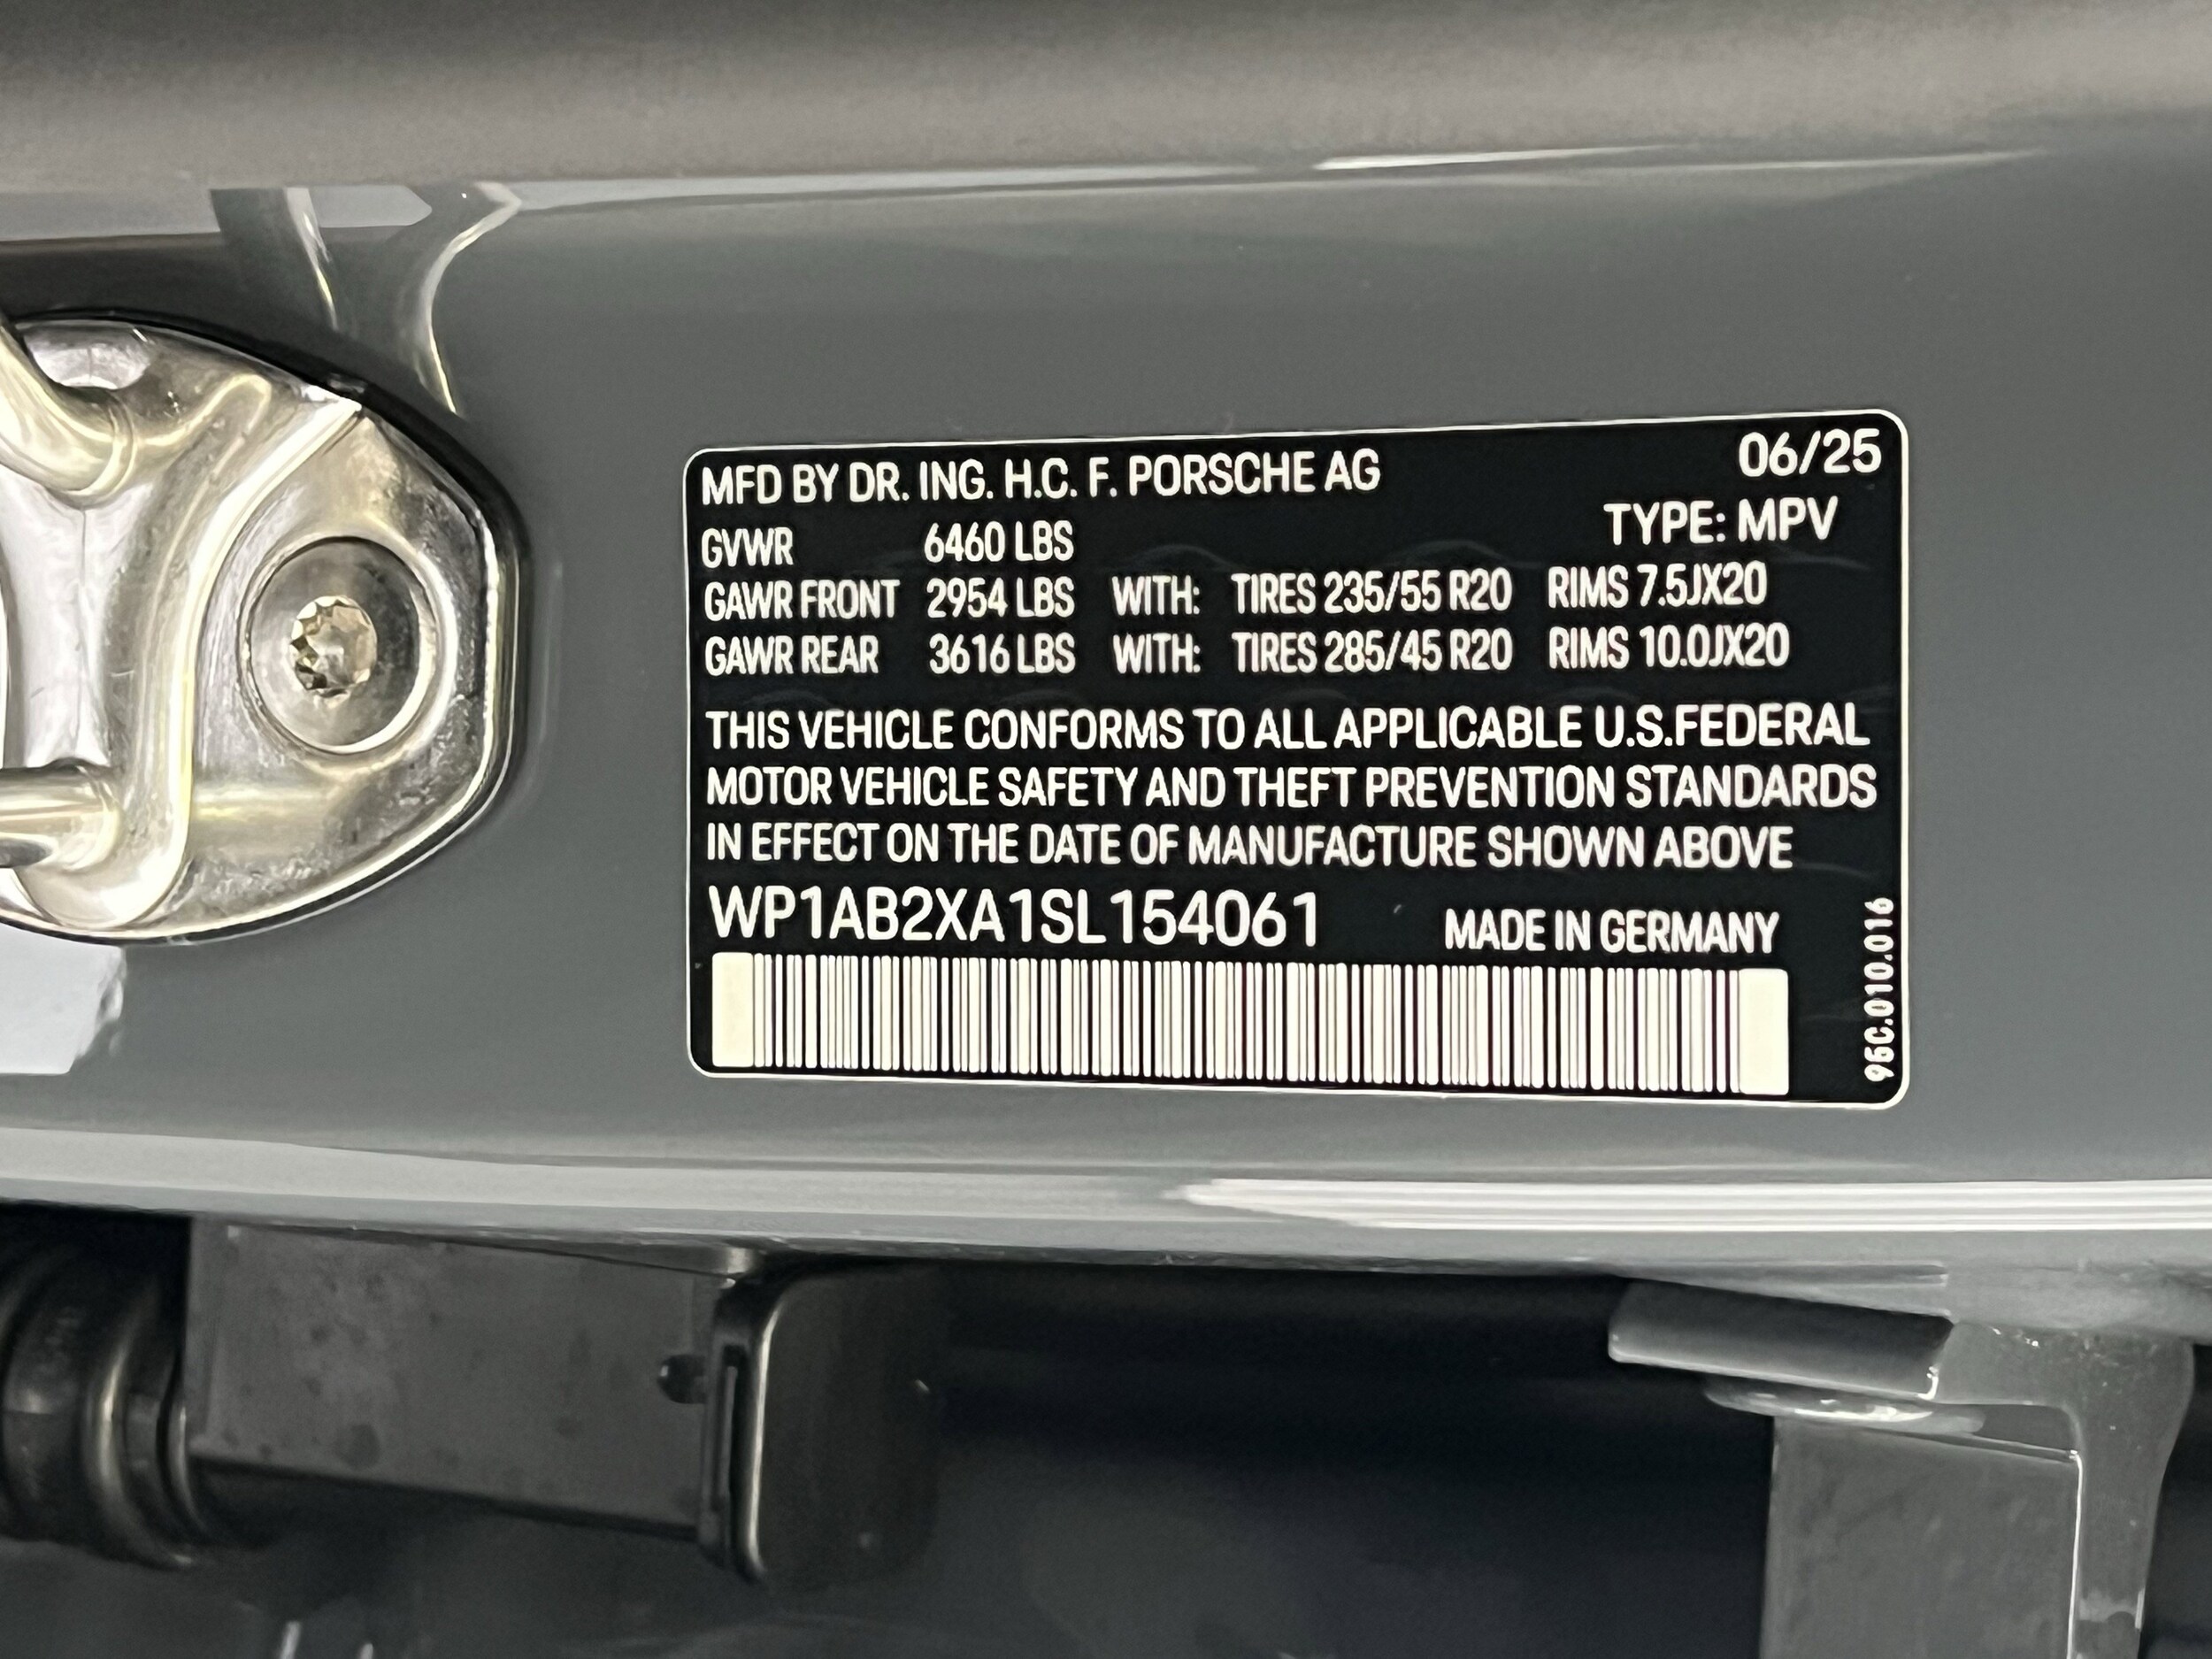 MFD BY DR. ING. H.C. F. PORSCHE AG 06/25
TYPE: MPV
GVWR 6460 LBS
GAWR FRONT 2954 LBS WITH: TIRES 235/55 R20 RIMS 7.5JX20
GAWR REAR 3616 LBS WITH: TIRES 285/45 R20 RIMS 10.0JX20
THIS VEHICLE CONFORMS TO ALL APPLICABLE U.S.FEDERAL
MOTOR VEHICLE SAFETY AND THEFT PREVENTION STANDARDS
IN EFFECT ON THE DATE OF MANUFACTURE SHOWN ABOVE
WP1AB2XA1SL154061 MADE IN GERMANY
95C.010.016